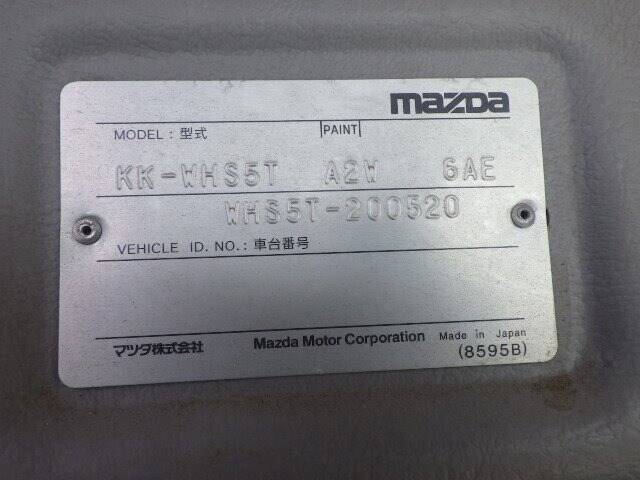 mazda
MODEL : 型式 PAINT
KK-WHS5T A2W 6AE
WHS5T-200520
VEHICLE ID. NO. : 車台番号
マツダ株式会社 Mazda Motor Corporation Made in Japan
(8595B)